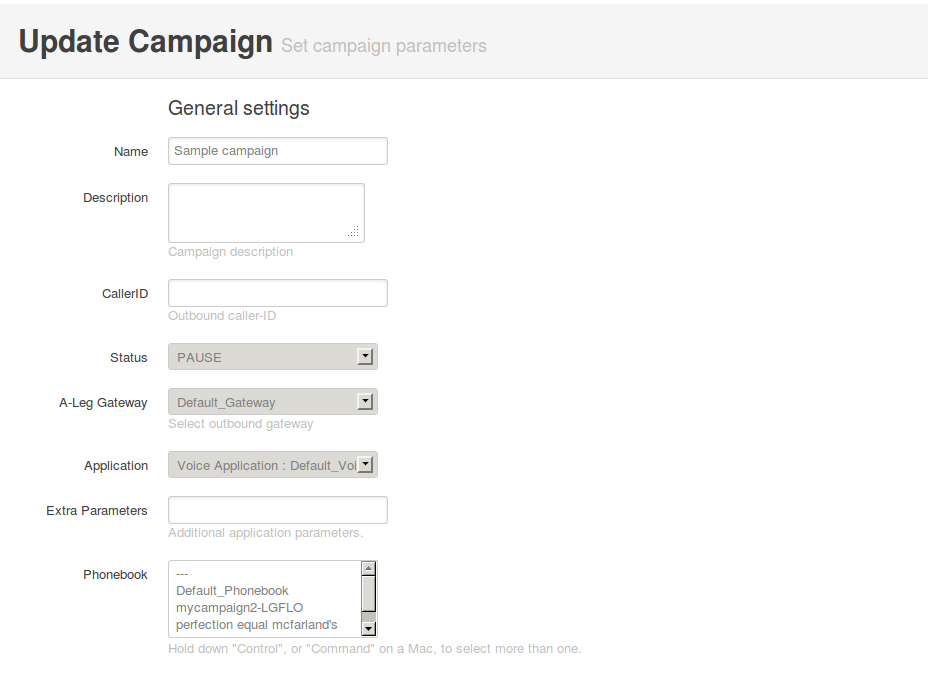 Update Campaign Set campaign parameters
General settings
Name Sample campaign
Description
Campaign description
CallerID
Outbound caller-ID
Status PAUSE
A-Leg Gateway Default_Gateway
Select outbound gateway
Application Voice Application : Default_Voi
Extra Parameters
Additional application parameters.
Phonebook ---
Default_Phonebook
mycampaign2-LGFLO
perfection equal mcfarland's
Hold down "Control", or "Command" on a Mac, to select more than one.